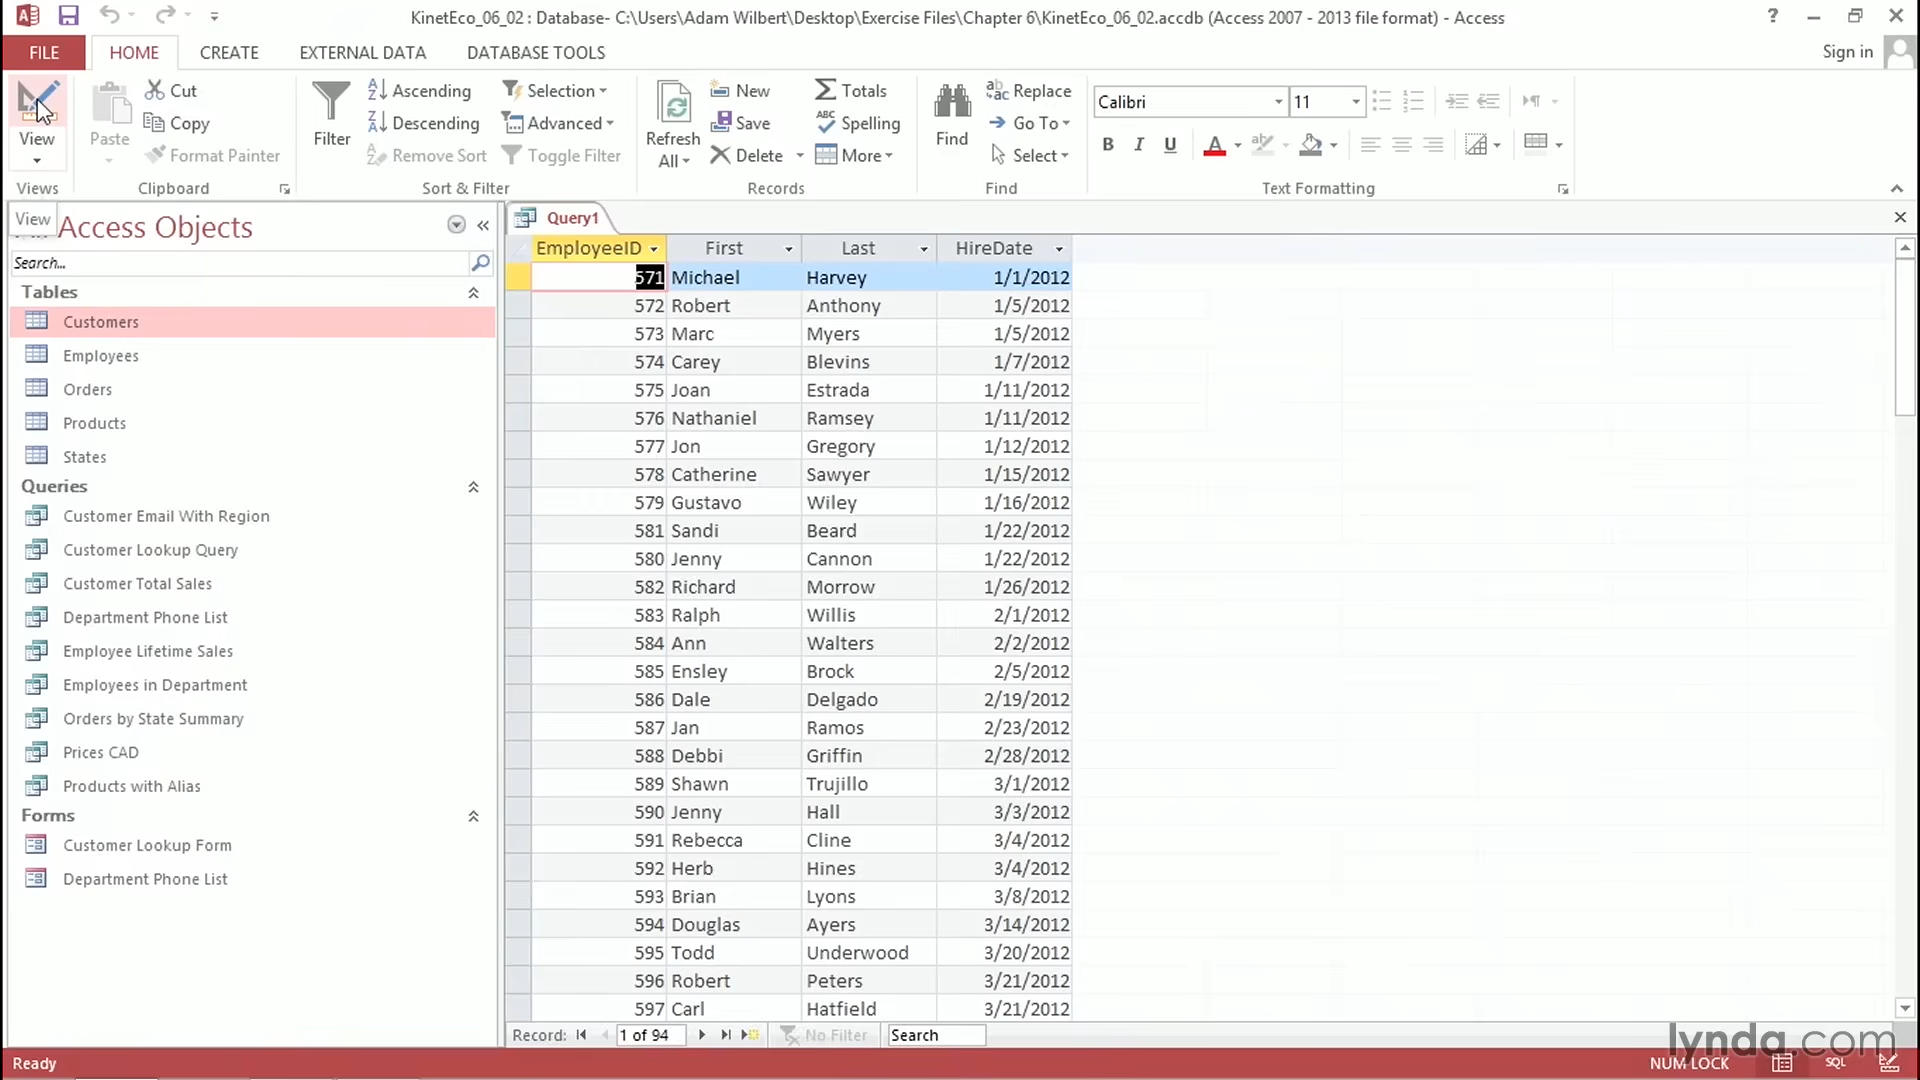 KinetEco_06_02 : Database- C:\Users\Adam Wilbert\Desktop\Exercise Files\Chapter 6\KinetEco_06_02.accdb (Access 2007 - 2013 file format) - Access
FILE HOME CREATE EXTERNAL DATA DATABASE TOOLS Sign in
Cut Ascending Selection New Totals Replace Calibri 11
View Paste Copy Filter Descending Advanced Refresh All Save Spelling Find Go To B I U A
Format Painter Remove Sort Toggle Filter Delete More Select
Views Clipboard Sort & Filter Records Find Text Formatting
View
Access Objects
Search...
Tables
Customers
Employees
Orders
Products
States
Queries
Customer Email With Region
Customer Lookup Query
Customer Total Sales
Department Phone List
Employee Lifetime Sales
Employees in Department
Orders by State Summary
Prices CAD
Products with Alias
Forms
Customer Lookup Form
Department Phone List
Query1
EmployeeID First Last HireDate
571 Michael Harvey 1/1/2012
572 Robert Anthony 1/5/2012
573 Marc Myers 1/5/2012
574 Carey Blevins 1/7/2012
575 Joan Estrada 1/11/2012
576 Nathaniel Ramsey 1/11/2012
577 Jon Gregory 1/12/2012
578 Catherine Sawyer 1/15/2012
579 Gustavo Wiley 1/16/2012
581 Sandi Beard 1/22/2012
580 Jenny Cannon 1/22/2012
582 Richard Morrow 1/26/2012
583 Ralph Willis 2/1/2012
584 Ann Walters 2/2/2012
585 Ensley Brock 2/5/2012
586 Dale Delgado 2/19/2012
587 Jan Ramos 2/23/2012
588 Debbi Griffin 2/28/2012
589 Shawn Trujillo 3/1/2012
590 Jenny Hall 3/3/2012
591 Rebecca Cline 3/4/2012
592 Herb Hines 3/4/2012
593 Brian Lyons 3/8/2012
594 Douglas Ayers 3/14/2012
595 Todd Underwood 3/20/2012
596 Robert Peters 3/21/2012
597 Carl Hatfield 3/21/2012
Record: 1 of 94 No Filter Search
lynda.com
Ready NUM LOCK SQL